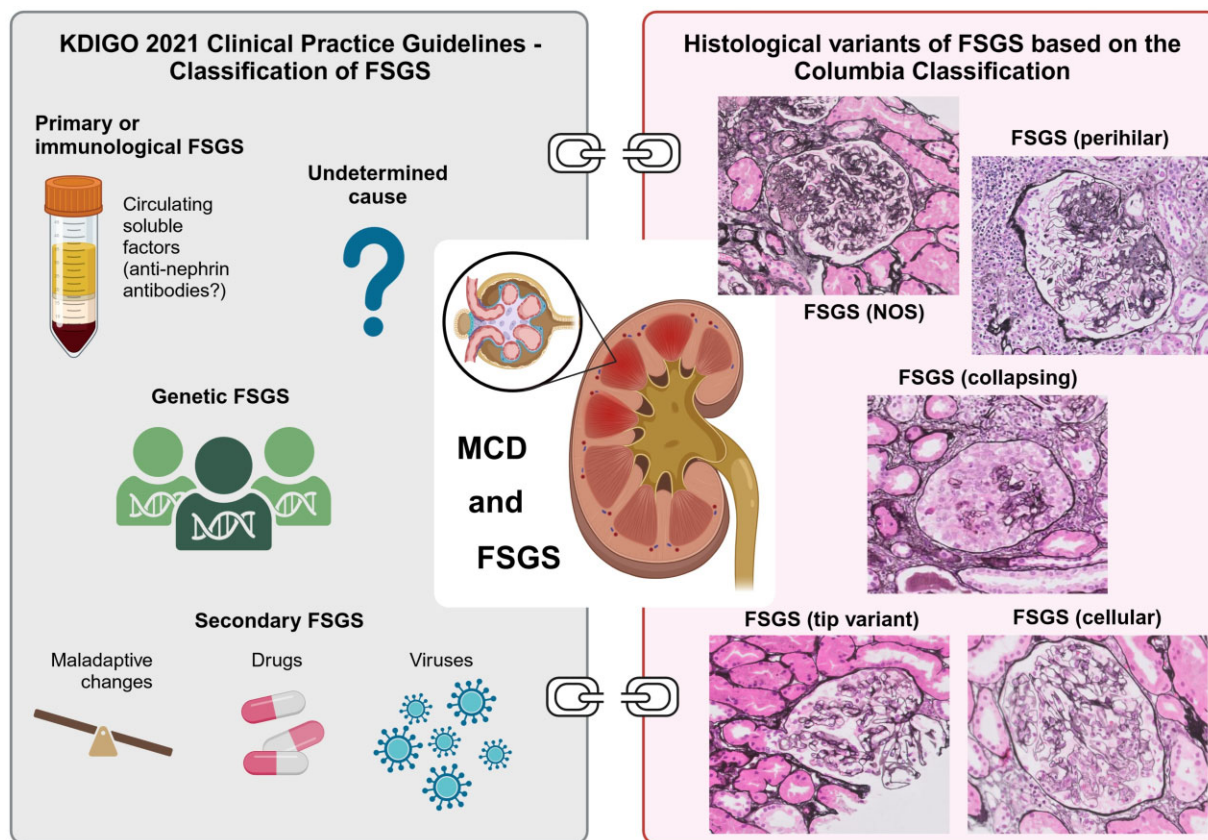 KDIGO 2021 Clinical Practice Guidelines -
Classification of FSGS
Primary or
immunological FSGS
Circulating
soluble
factors
(anti-nephrin
antibodies?)
Undetermined
cause
?
Genetic FSGS
Secondary FSGS
Maladaptive
changes
Drugs
Viruses
MCD
and
FSGS
Histological variants of FSGS based on the
Columbia Classification
FSGS (NOS)
FSGS (perihilar)
FSGS (collapsing)
FSGS (tip variant)
FSGS (cellular)